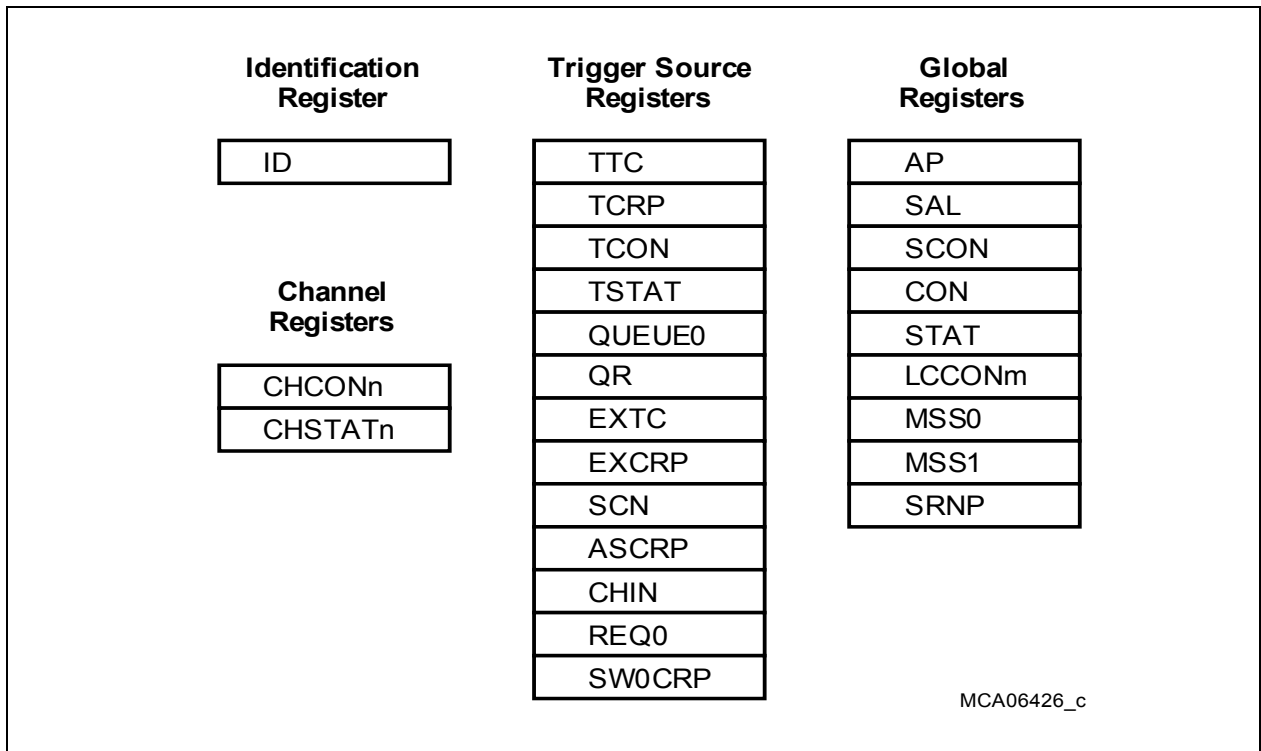 Identification
Register
ID
Channel
Registers
CHCONn
CHSTATn
Trigger Source
Registers
TTC
TCRP
TCON
TSTAT
QUEUE0
QR
EXTC
EXCRP
SCN
ASCRP
CHIN
REQ0
SW0CRP
Global
Registers
AP
SAL
SCON
CON
STAT
LCCONm
MSS0
MSS1
SRNP
MCA06426_c